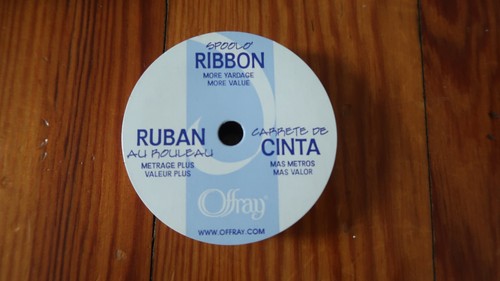 SPOOLO'
RIBBON
MORE YARDAGE
MORE VALUE
RUBAN
AU ROULEAU
METRAGE PLUS
VALEUR PLUS
CARRETE DE
CINTA
MAS METROS
MAS VALOR
Offray
WWW.OFFRAY.COM